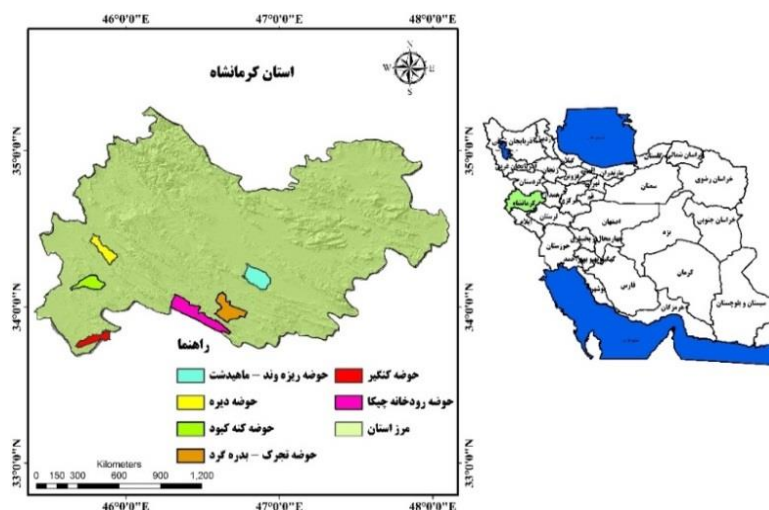 46°0'0"E 47°0'0"E 48°0'0"E
استان کرمانشاه
N
W E
S
35°0'0"N 35°0'0"N
34°0'0"N 34°0'0"N
33°0'0"N 33°0'0"N
راهنما
حوضه ریزه وند - ماهیدشت
حوضه کنگیر
حوضه دیره
حوضه رودخانه چیکا
حوضه کنه کبود
مرز استان
حوضه نجرک - بدره گرد
Kilometers
0 150 300 600 900 1,200
46°0'0"E 47°0'0"E 48°0'0"E
خراسان شمالی
خراسان رضوی
سمنان
کردستان
کرمانشاه
لرستان
اصفهان
خراسان جنوبی
یزد
خوزستان
فارس
کرمان
بوشهر
هرمزگان
سیستان و بلوچستان